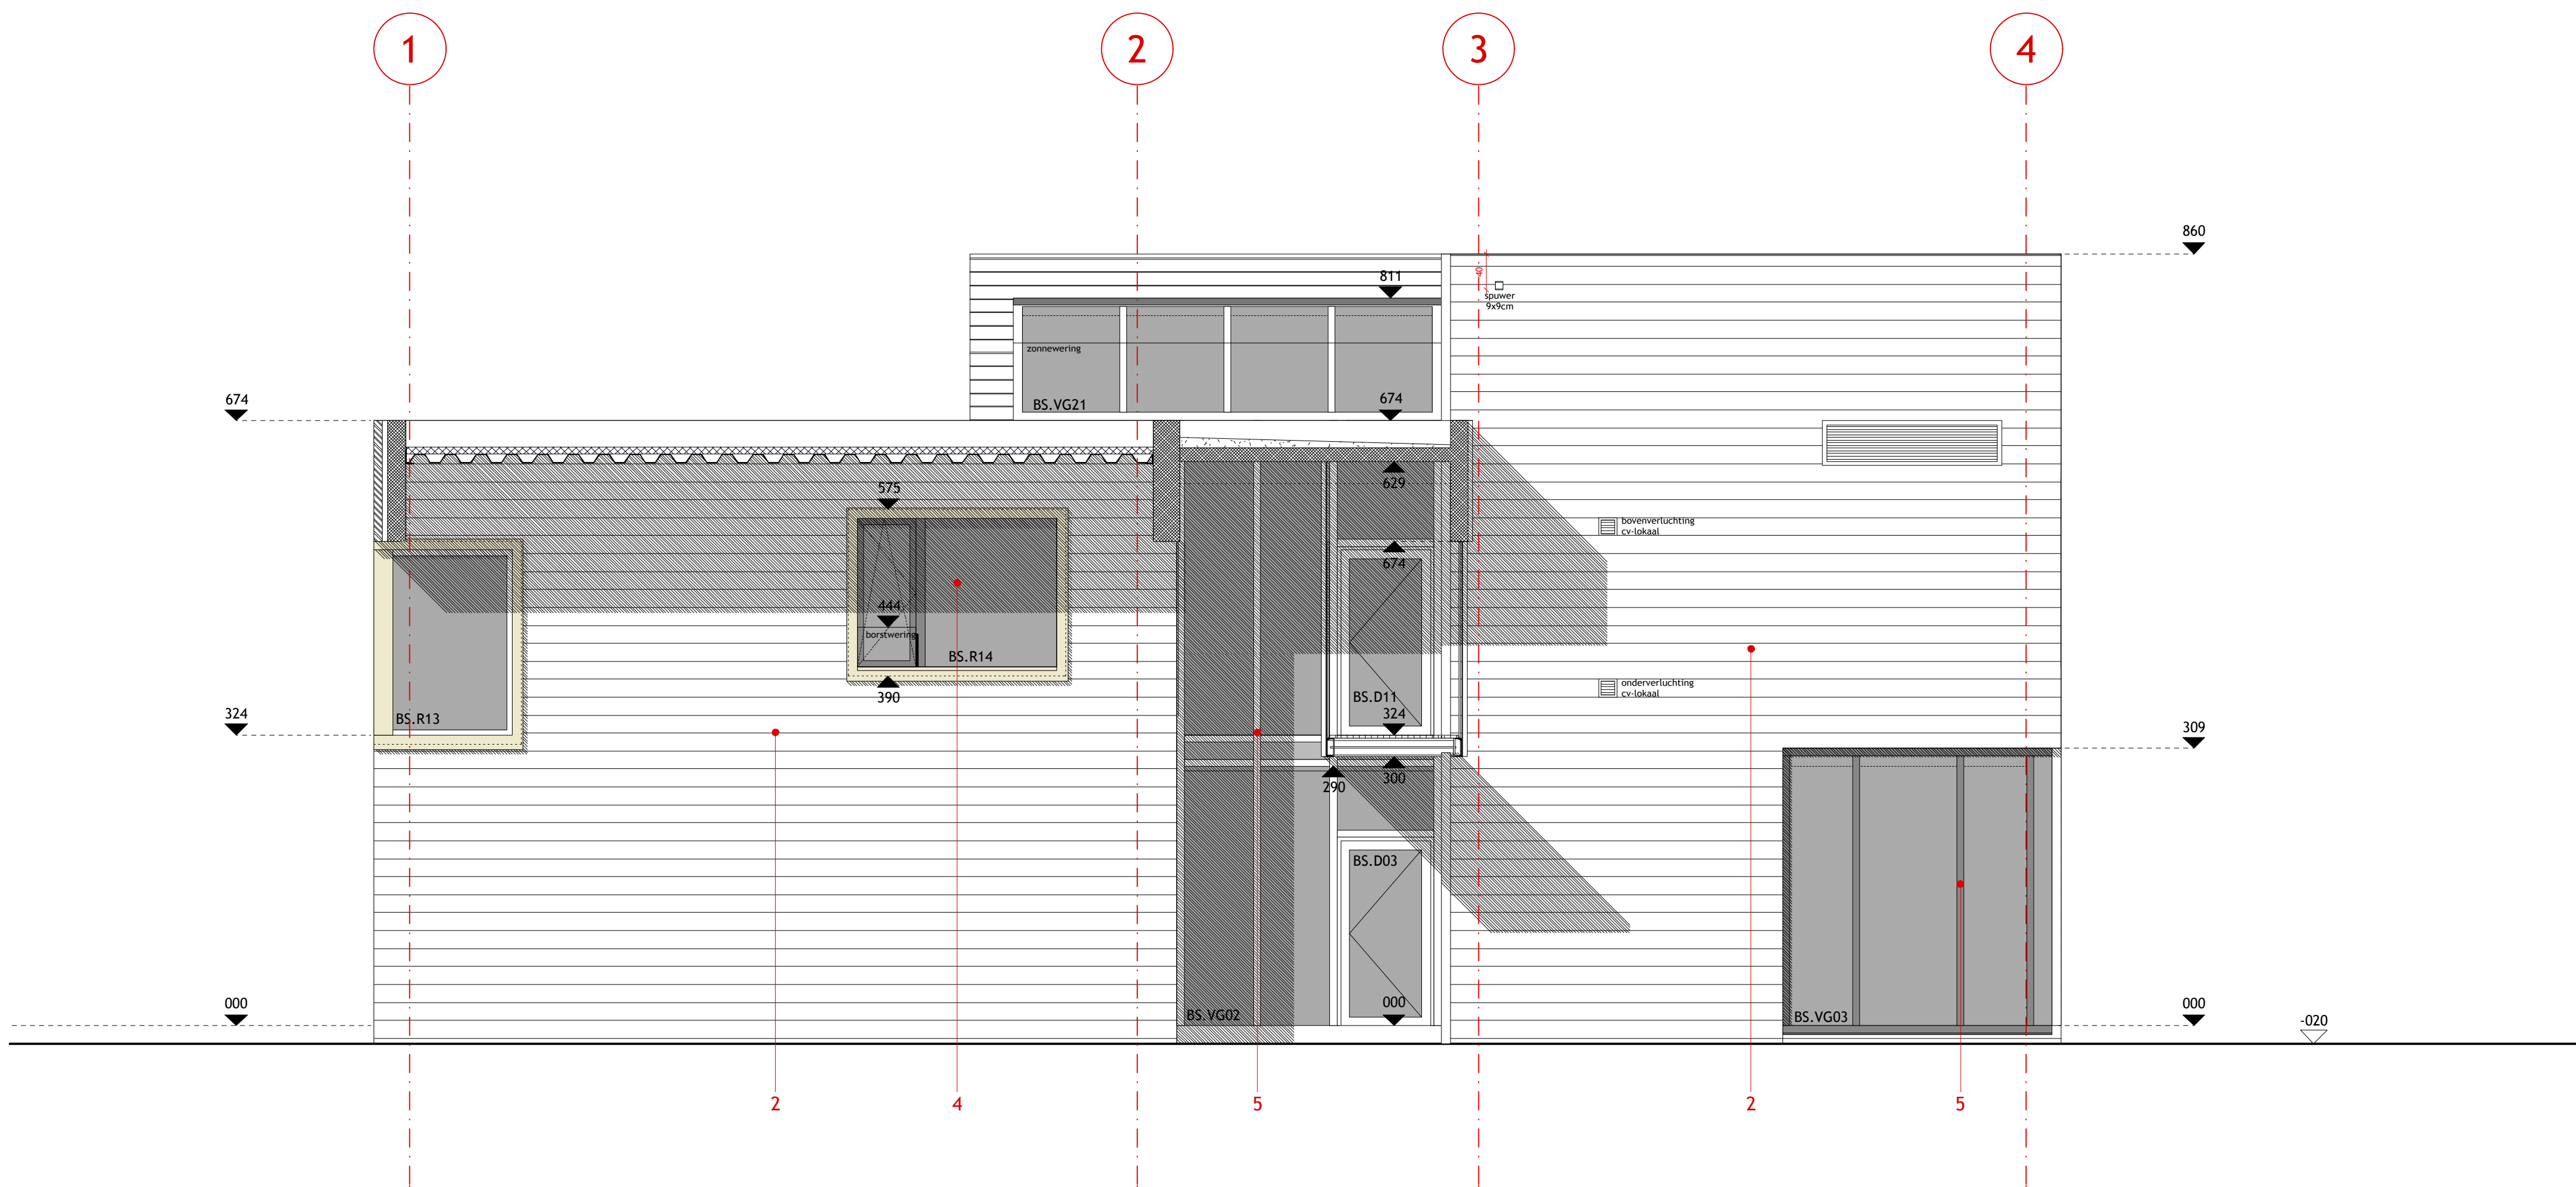 1
2
3
4
860
811
40
spuwer
9x9cm
zonnewering
BS.VG21
674
674
629
575
bovenverluchting
cv-lokaal
674
444
borstwering
BS.R14
390
onderverluchting
cv-lokaal
BS.D11
324
BS.R13
324
309
300
290
BS.D03
000
000
BS.VG02
BS.VG03
000
-020
2
4
5
2
5